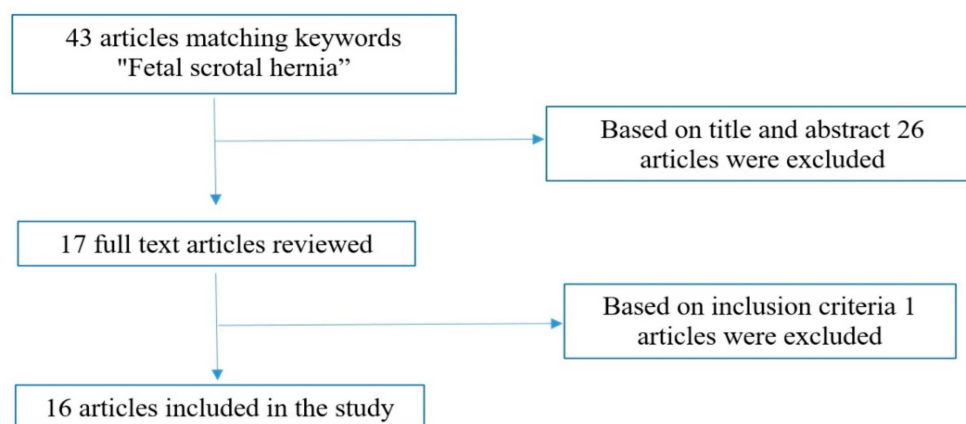 43 articles matching keywords
"Fetal scrotal hernia”
Based on title and abstract 26
articles were excluded
17 full text articles reviewed
Based on inclusion criteria 1
articles were excluded
16 articles included in the study